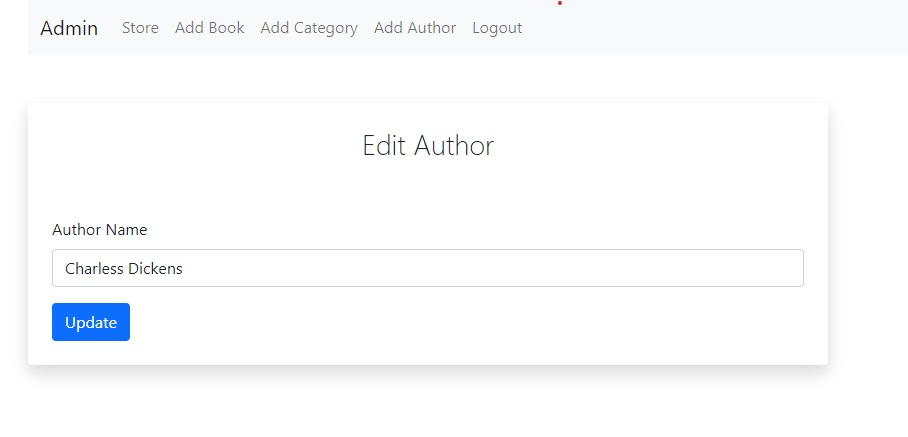 Admin Store Add Book Add Category Add Author Logout
Edit Author
Author Name
Charless Dickens
Update